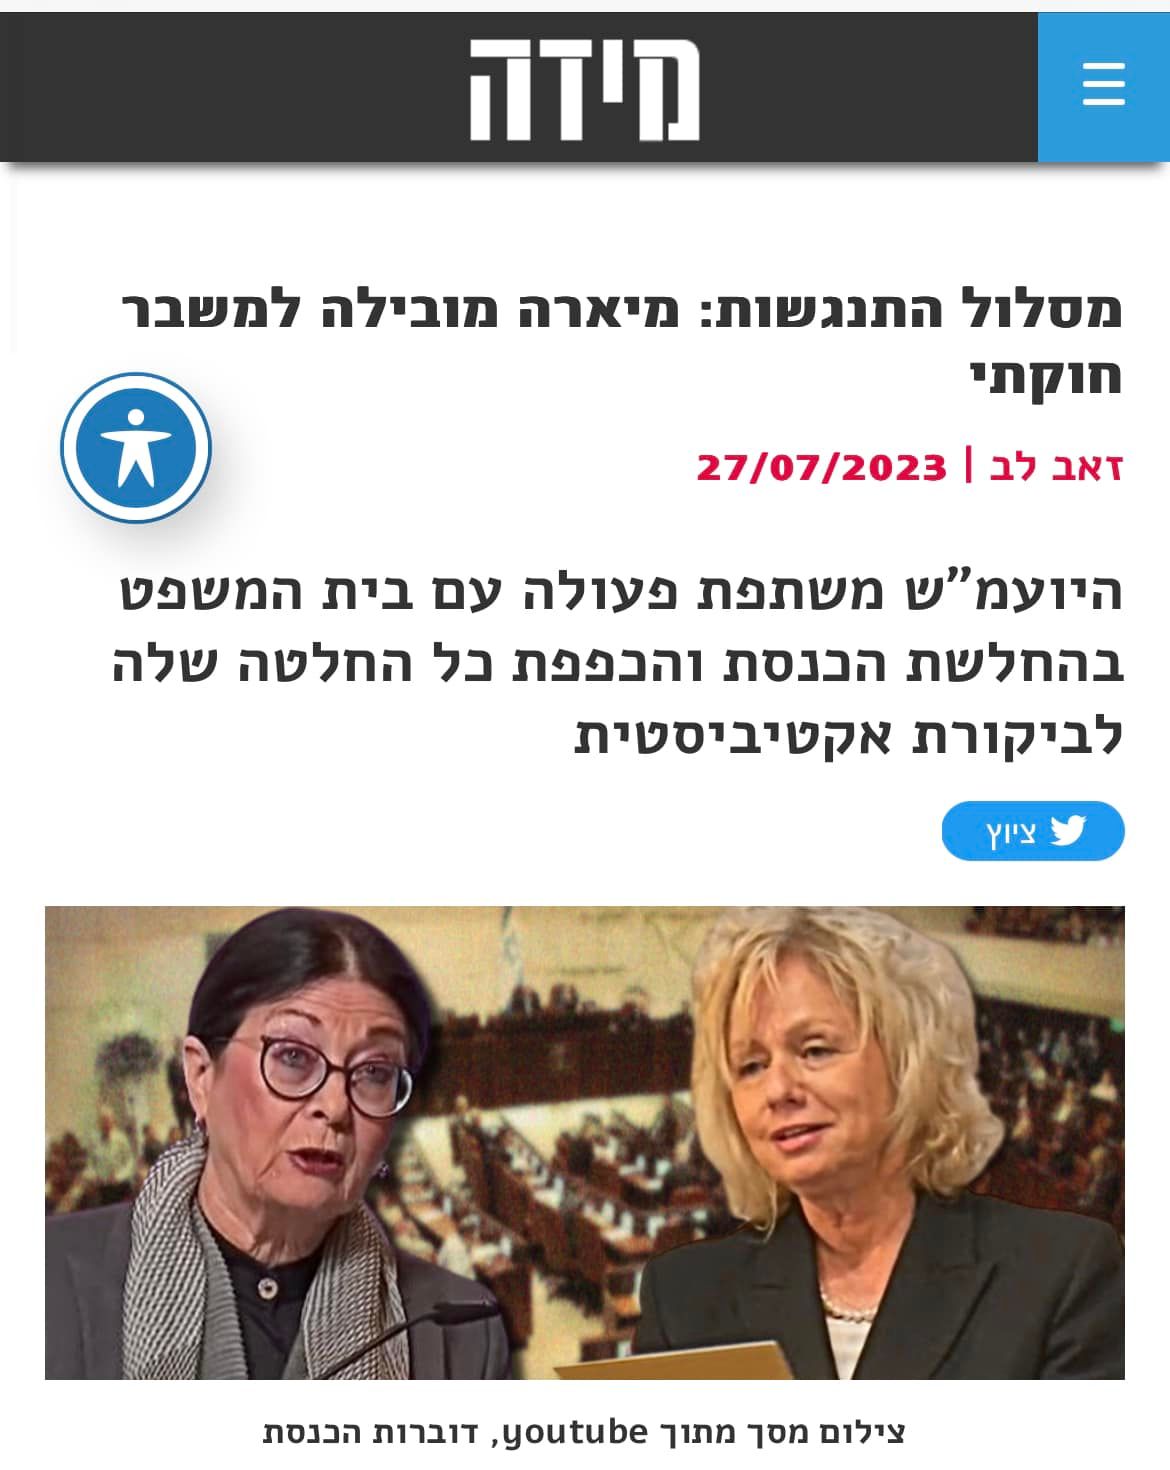 מידה
מסלול התנגשות: מיארה מובילה למשבר
חוקתי
זאב לב | 27/07/2023
היועמ״ש משתפת פעולה עם בית המשפט
בהחלשת הכנסת והכפפת כל החלטה שלה
לביקורת אקטיביסטית
ציוץ
צילום מסך מתוך youtube, דוברות הכנסת